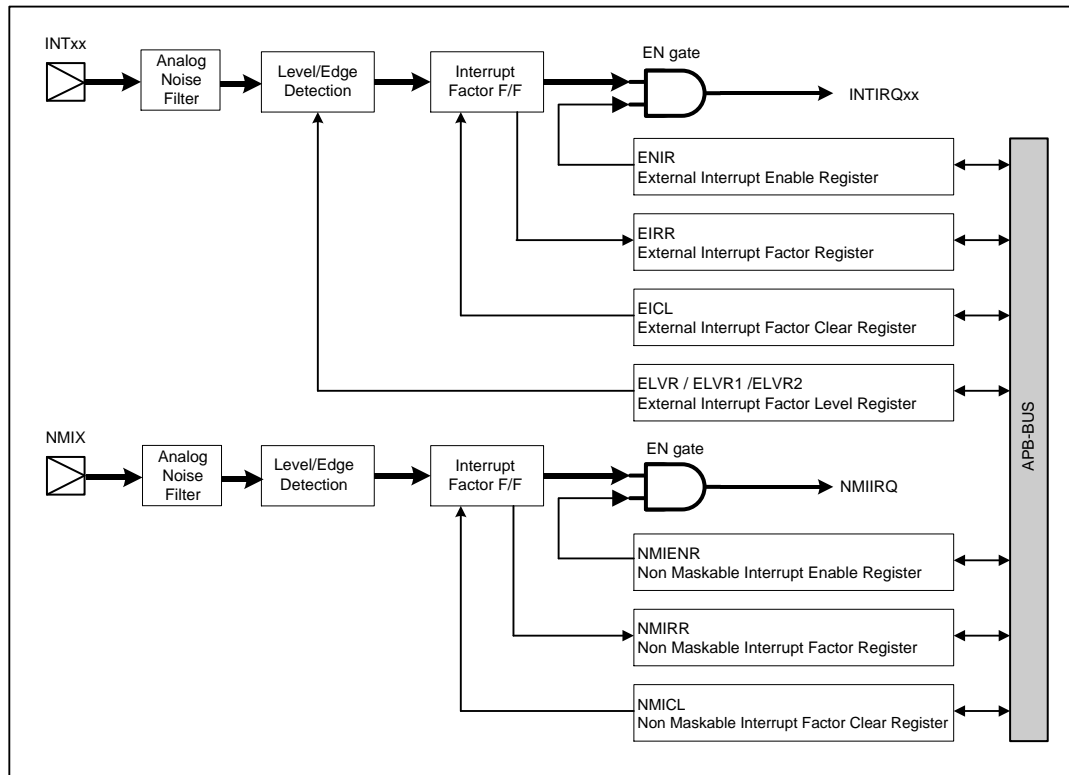 INTxx
Analog
Noise
Filter
Level/Edge
Detection
Interrupt
Factor F/F
EN gate
INTIRQxx
ENIR
External Interrupt Enable Register
EIRR
External Interrupt Factor Register
EICL
External Interrupt Factor Clear Register
ELVR / ELVR1 /ELVR2
External Interrupt Factor Level Register
APB-BUS
NMIX
Analog
Noise
Filter
Level/Edge
Detection
Interrupt
Factor F/F
EN gate
NMIIRQ
NMIENR
Non Maskable Interrupt Enable Register
NMIRR
Non Maskable Interrupt Factor Register
NMICL
Non Maskable Interrupt Factor Clear Register